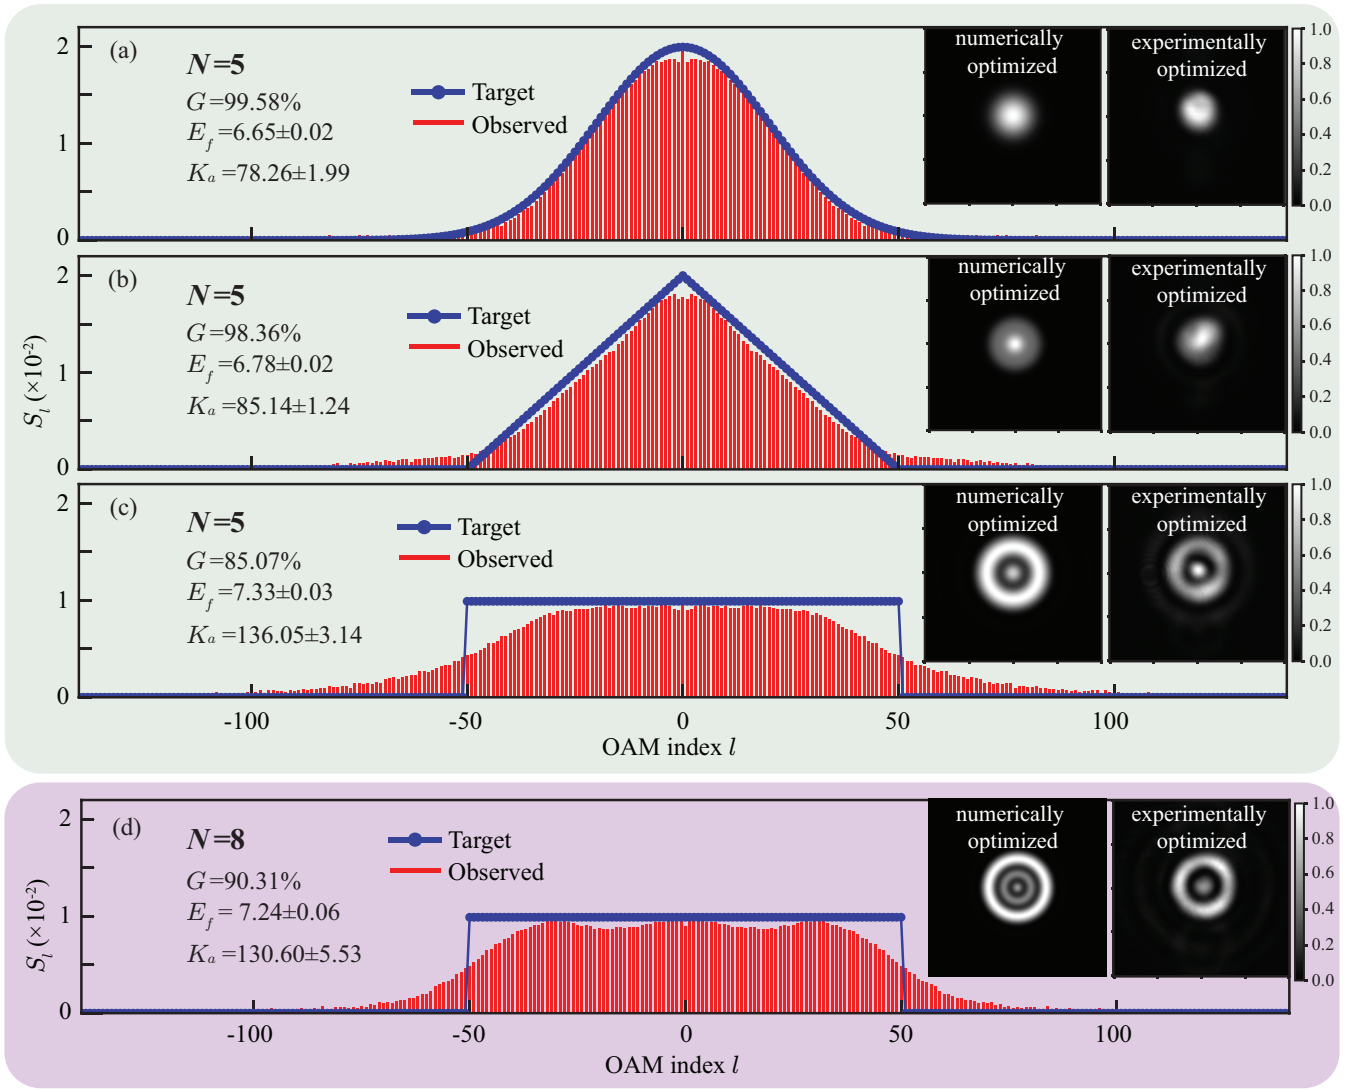 (a)
N=5
G=99.58%
E_f=6.65±0.02
K_a=78.26±1.99
Target
Observed
numerically
optimized
experimentally
optimized
1.0
0.8
0.6
0.4
0.2
0.0
2
1
0
(b)
N=5
G=98.36%
E_f=6.78±0.02
K_a=85.14±1.24
Target
Observed
numerically
optimized
experimentally
optimized
1.0
0.8
0.6
0.4
0.2
0.0
2
1
0
S_l (×10⁻²)
(c)
N=5
G=85.07%
E_f=7.33±0.03
K_a=136.05±3.14
Target
Observed
numerically
optimized
experimentally
optimized
1.0
0.8
0.6
0.4
0.2
0.0
2
1
0
-100 -50 0 50 100
OAM index l
(d)
N=8
G=90.31%
E_f = 7.24±0.06
K_a=130.60±5.53
Target
Observed
numerically
optimized
experimentally
optimized
1.0
0.8
0.6
0.4
0.2
0.0
2
1
0
S_l (×10⁻²)
-100 -50 0 50 100
OAM index l